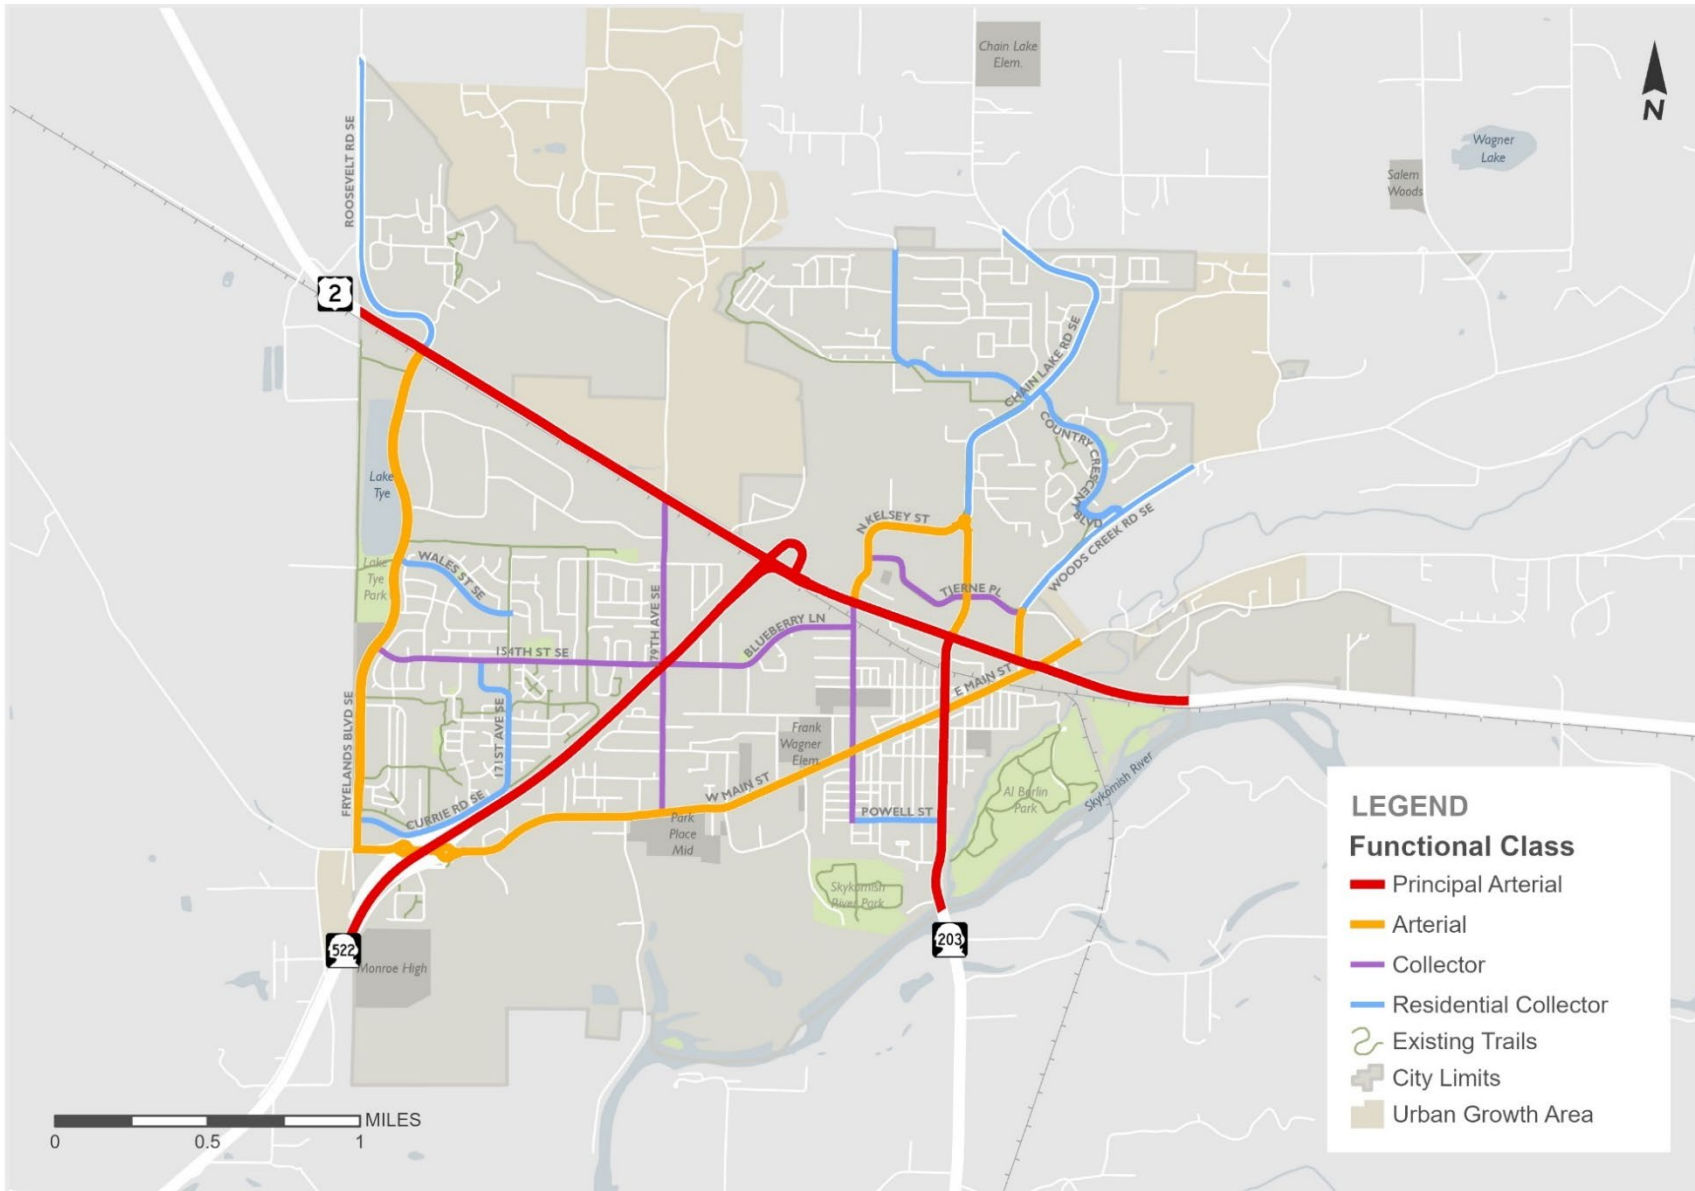 Chain Lake
Elem.
N
Wagner
Lake
Salem
Woods
ROOSEVELT RD SE
2
CHAIN LAKE RD SE
COUNTRY CRESCENT
BLVD
WOODS CREEK RD SE
Lake
Tye
N KELSEY ST
TJERNE PL
Lake
Tye
Park
WALES ST SE
179TH AVE SE
BLUEBERRY LN
154TH ST SE
E MAIN ST
FRYELANDS BLVD SE
171ST AVE SE
Frank
Wagner
Elem.
W MAIN ST
CURRIE RD SE
Park
Place
Mid
POWELL ST
Al Borlin
Park
Skykomish River
Skykomish
River Park
522
Monroe High
203
LEGEND
Functional Class
Principal Arterial
Arterial
Collector
Residential Collector
Existing Trails
City Limits
Urban Growth Area
MILES
0
0.5
1